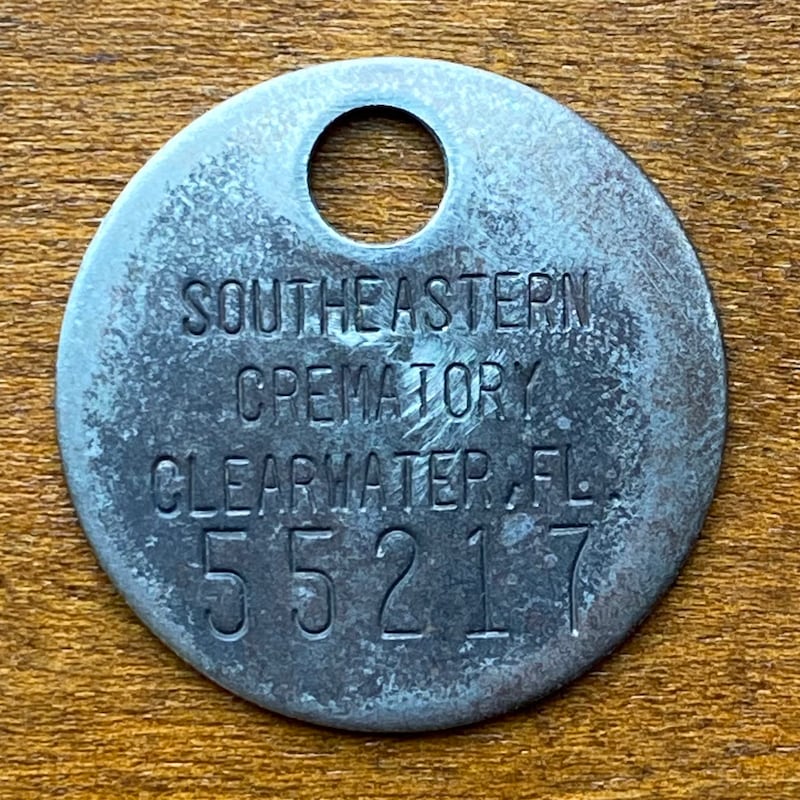 SOUTHEASTERN
CREMATORY
CLEARWATER, FL.
55217